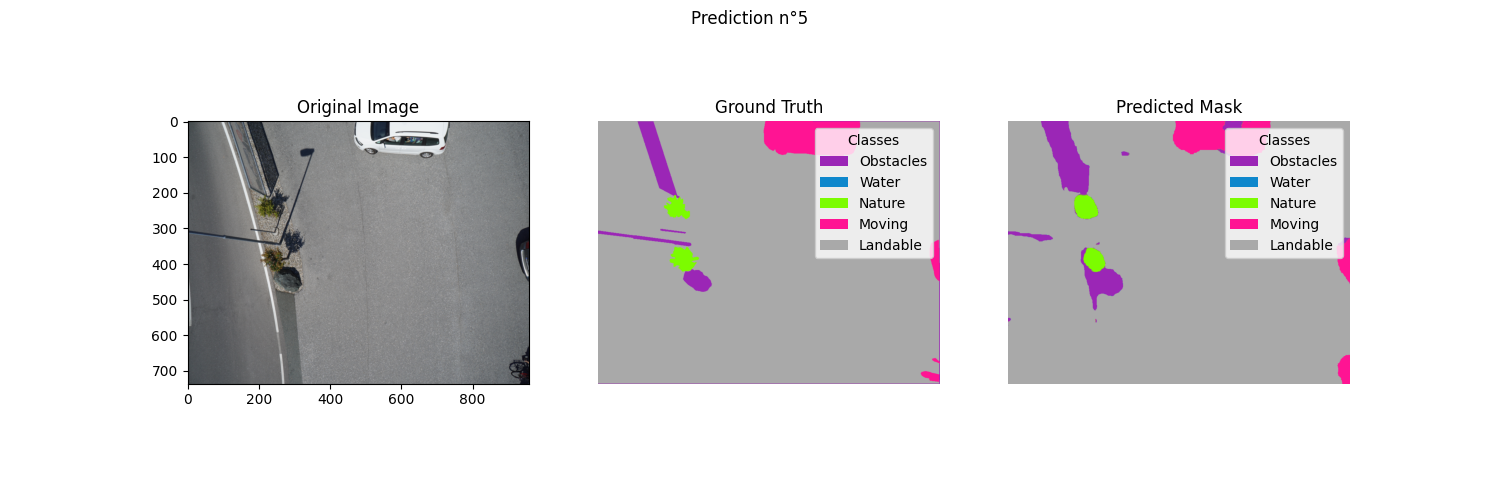 Prediction n°5
Original Image
0
100
200
300
400
500
600
700
0 200 400 600 800
Ground Truth
Classes
Obstacles
Water
Nature
Moving
Landable
Predicted Mask
Classes
Obstacles
Water
Nature
Moving
Landable